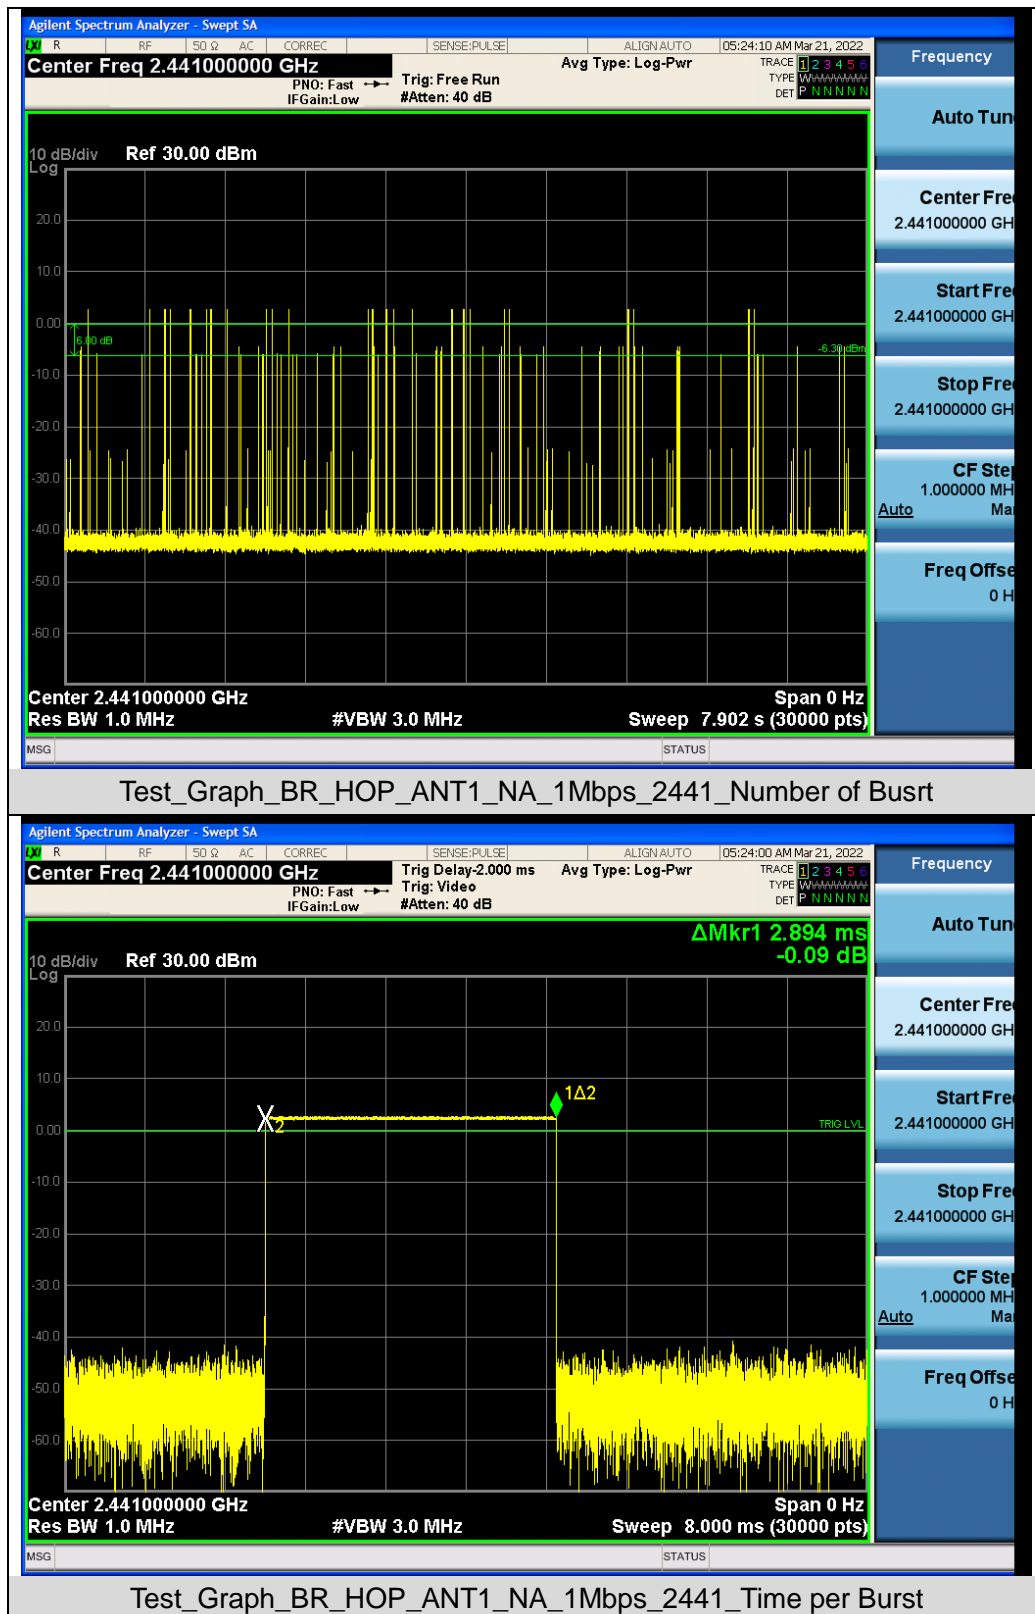 Agilent Spectrum Analyzer - Swept SA
LXI R RF 50 Ω AC CORREC SENSE:PULSE ALIGN AUTO 05:24:10 AM Mar 21, 2022
Center Freq 2.441000000 GHz Avg Type: Log-Pwr TRACE 1 2 3 4 5 6
PNO: Fast Trig: Free Run TYPE
IFGain:Low #Atten: 40 dB DET P N N N N N
Frequency
Auto Tun
Center Fre
2.441000000 GH
Start Fre
2.441000000 GH
Stop Fre
2.441000000 GH
CF Ste
1.000000 MH
Auto Ma
Freq Offse
0 H
10 dB/div Ref 30.00 dBm
Log
20.0
10.0
0.00
6.00 dB
-6.30 dBm
-10.0
-20.0
-30.0
-40.0
-50.0
-60.0
Center 2.441000000 GHz Span 0 Hz
Res BW 1.0 MHz #VBW 3.0 MHz Sweep 7.902 s (30000 pts)
MSG STATUS
Test_Graph_BR_HOP_ANT1_NA_1Mbps_2441_Number of Busrt
Agilent Spectrum Analyzer - Swept SA
LXI R RF 50 Ω AC CORREC SENSE:PULSE ALIGN AUTO 05:24:00 AM Mar 21, 2022
Center Freq 2.441000000 GHz Trig Delay-2.000 ms Avg Type: Log-Pwr TRACE 1 2 3 4 5 6
PNO: Fast Trig: Video TYPE
IFGain:Low #Atten: 40 dB DET P N N N N N
Frequency
Auto Tun
Center Fre
2.441000000 GH
Start Fre
2.441000000 GH
Stop Fre
2.441000000 GH
CF Ste
1.000000 MH
Auto Ma
Freq Offse
0 H
ΔMkr1 2.894 ms
-0.09 dB
10 dB/div Ref 30.00 dBm
Log
20.0
10.0
1Δ2
2
0.00
TRIG LVL
-10.0
-20.0
-30.0
-40.0
-50.0
-60.0
Center 2.441000000 GHz Span 0 Hz
Res BW 1.0 MHz #VBW 3.0 MHz Sweep 8.000 ms (30000 pts)
MSG STATUS
Test_Graph_BR_HOP_ANT1_NA_1Mbps_2441_Time per Burst